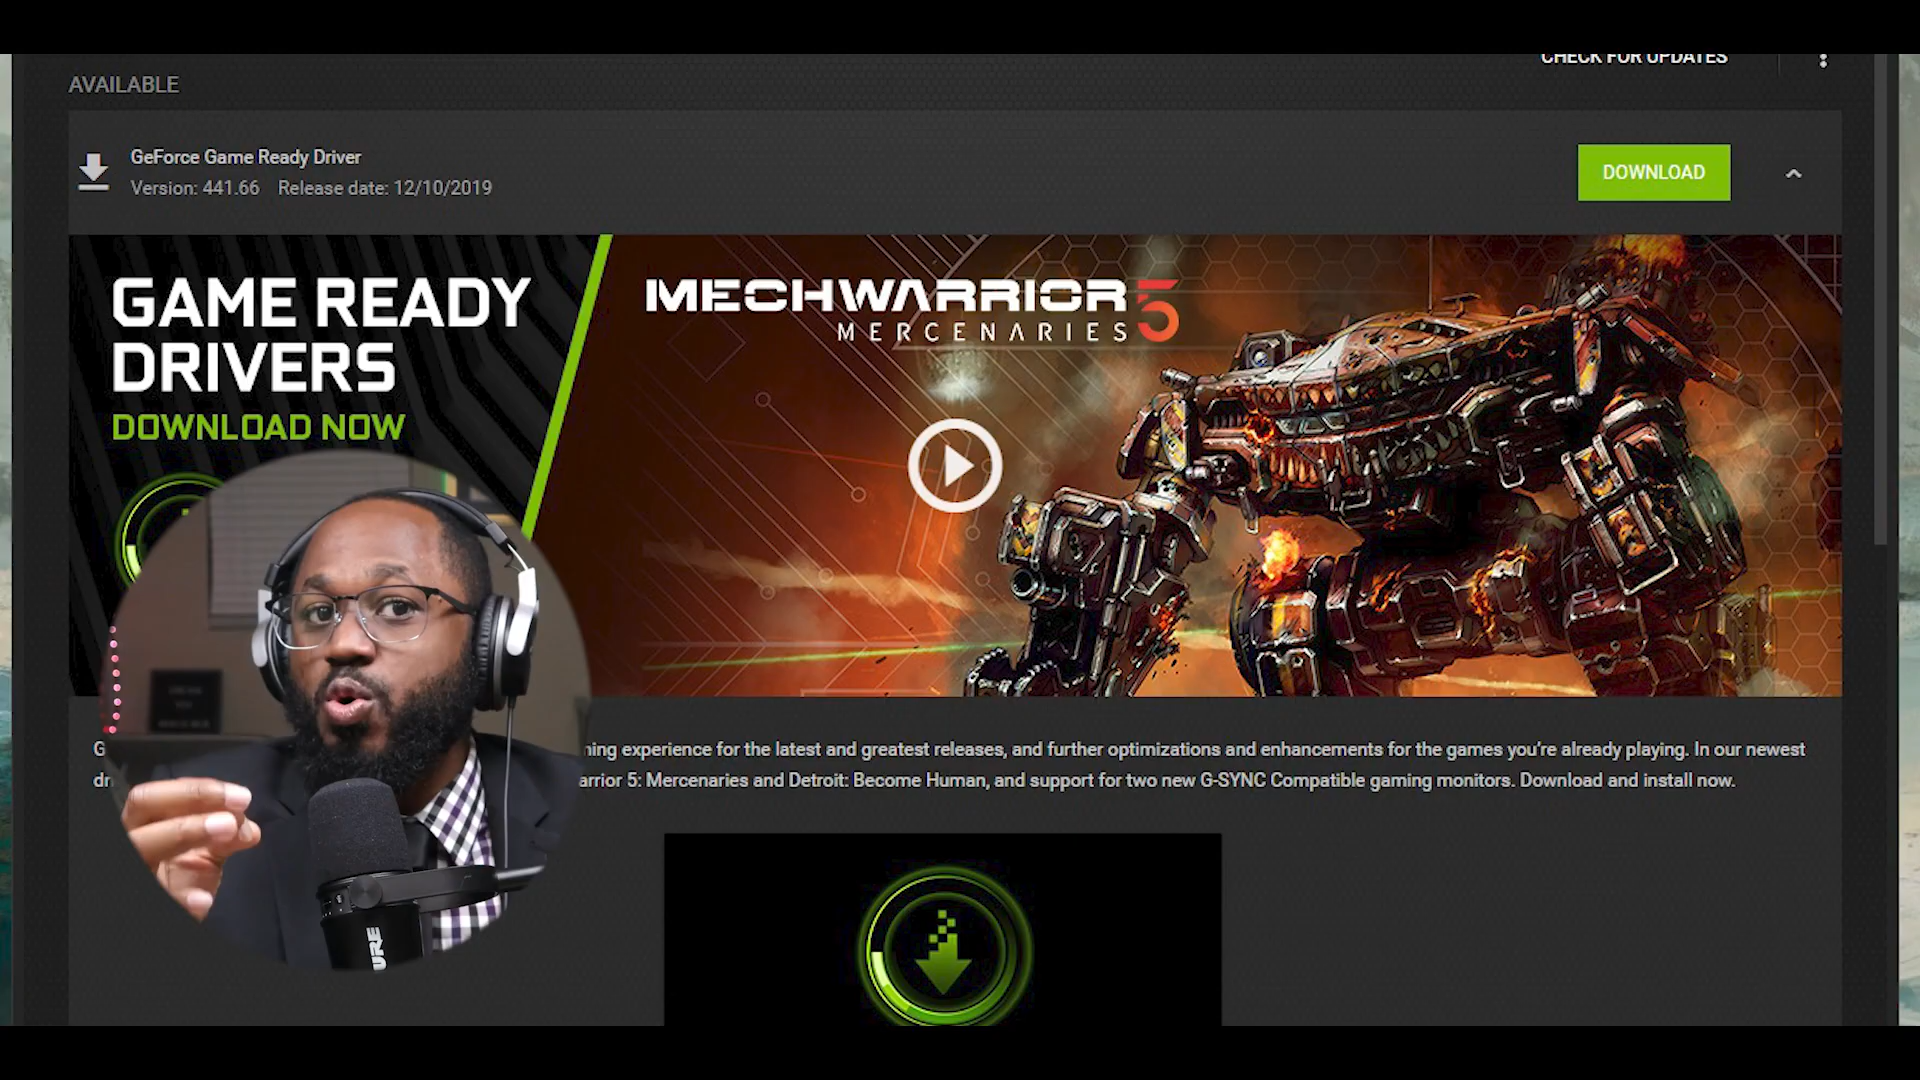 CHECK FOR UPDATES
AVAILABLE
GeForce Game Ready Driver
Version: 441.66 Release date: 12/10/2019
DOWNLOAD
GAME READY
DRIVERS
DOWNLOAD NOW
MECHWARRIOR 5
MERCENARIES
experience for the latest and greatest releases, and further optimizations and enhancements for the games you're already playing. In our newest
5: Mercenaries and Detroit: Become Human, and support for two new G-SYNC Compatible gaming monitors. Download and install now.